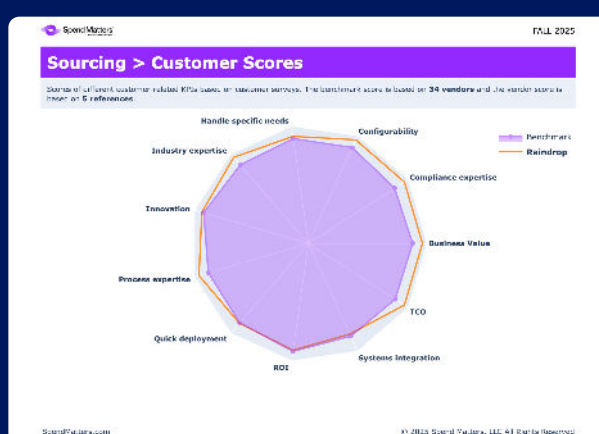 Spend Matters
FALL 2025
Sourcing > Customer Scores
Scores of different customer related KPIs based on customer surveys. The benchmark score is based on 34 vendors and the vendor score is
based on 5 references.
Handle specific needs
Configurability
Benchmark
Raindrop
Industry expertise
Compliance expertise
Innovation
Business Value
Process expertise
TCO
Quick deployment
Systems integration
ROI
SpendMatters.com
© 2025 Spend Matters, LLC All Rights Reserved